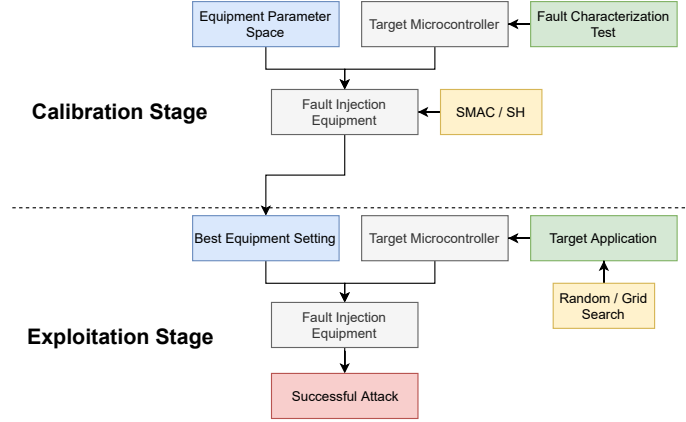 Equipment Parameter
Space
Target Microcontroller
Fault Characterization
Test
Calibration Stage
Fault Injection
Equipment
SMAC / SH
Best Equipment Setting
Target Microcontroller
Target Application
Random / Grid
Search
Exploitation Stage
Fault Injection
Equipment
Successful Attack